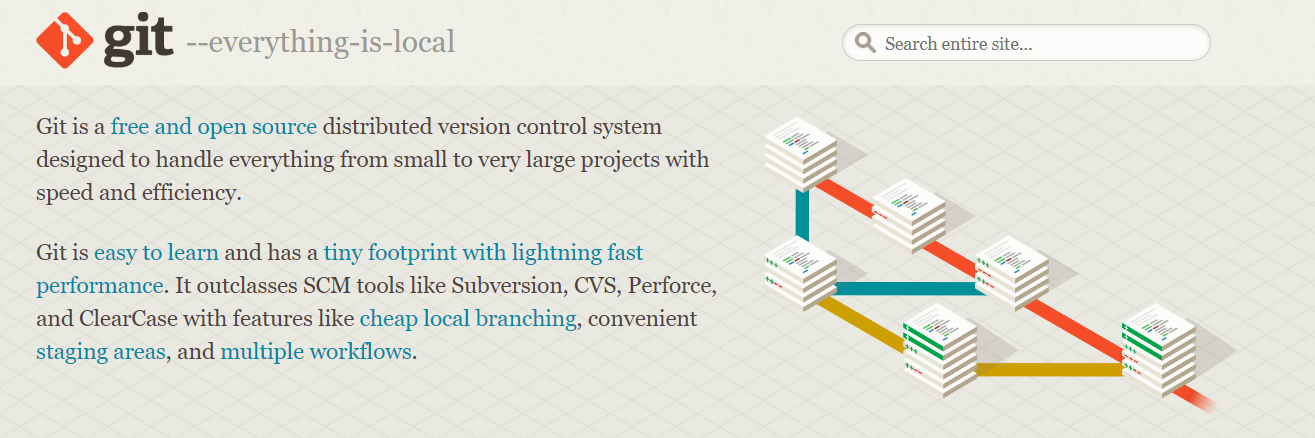 git --everything-is-local
Search entire site...
Git is a free and open source distributed version control system
designed to handle everything from small to very large projects with
speed and efficiency.
Git is easy to learn and has a tiny footprint with lightning fast
performance. It outclasses SCM tools like Subversion, CVS, Perforce,
and ClearCase with features like cheap local branching, convenient
staging areas, and multiple workflows.